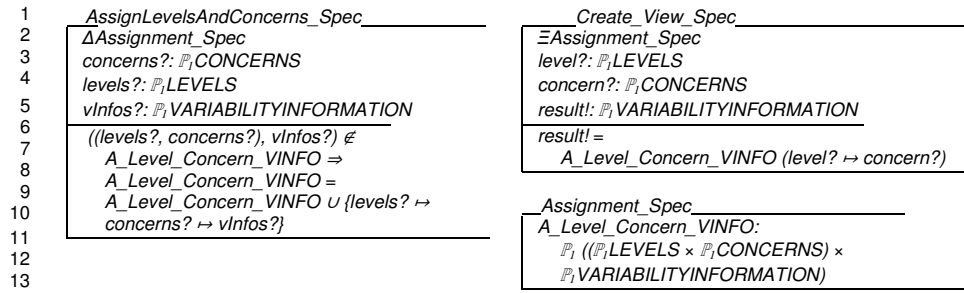 1
2
3
4
5
6
7
8
9
10
11
12
13
AssignLevelsAndConcerns_Spec
ΔAssignment_Spec
concerns?: ℙ₁CONCERNS
levels?: ℙ₁LEVELS
vInfos?: ℙ₁VARIABILITYINFORMATION
((levels?, concerns?), vInfos?) ∉
A_Level_Concern_VINFO ⇒
A_Level_Concern_VINFO =
A_Level_Concern_VINFO ∪ {levels? ↦
concerns? ↦ vInfos?}
Create_View_Spec
ΞAssignment_Spec
level?: ℙ₁LEVELS
concern?: ℙ₁CONCERNS
result!: ℙ₁VARIABILITYINFORMATION
result! =
A_Level_Concern_VINFO (level? ↦ concern?)
Assignment_Spec
A_Level_Concern_VINFO:
ℙ₁ ((ℙ₁LEVELS × ℙ₁CONCERNS) ×
ℙ₁VARIABILITYINFORMATION)